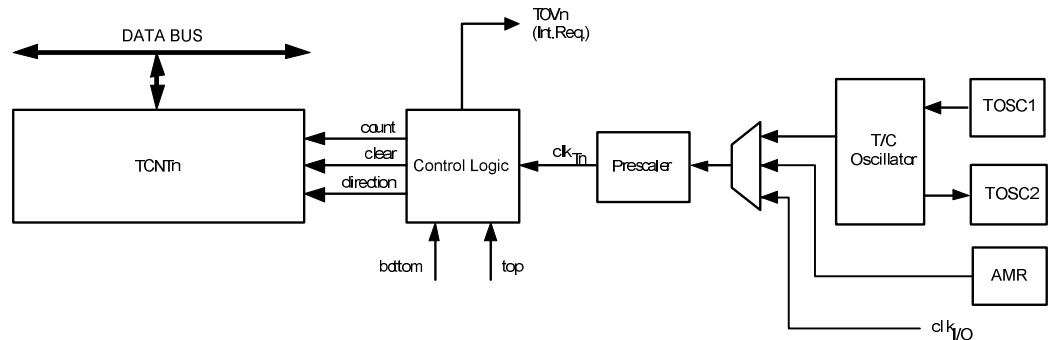 DATA BUS
TOVn
(Int.Req.)
TCNTn
count
clear
direction
Control Logic
bottom
top
clkTn
Prescaler
T/C
Oscillator
TOSC1
TOSC2
AMR
clkI/O